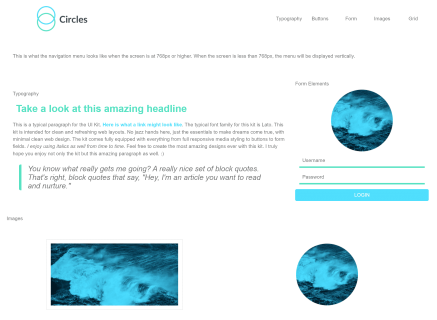 Circles
Typography Buttons Form Images Grid
This is what the navigation menu looks like when the screen is at 768px or higher. When the screen is less than 768px, the menu will be displayed vertically.
Typography
Take a look at this amazing headline
This is a typical paragraph for the UI Kit. Here is what a link might look like. The typical font family for this kit is Lato. This
kit is intended for clean and refreshing web layouts. No jazz hands here, just the essentials to make dreams come true, with
minimal clean web design. The kit comes fully equipped with everything from full responsive media styling to buttons to form
fields. I enjoy using italics as well from time to time. Feel free to create the most amazing designs ever with this kit. I truly
hope you enjoy not only the kit but this amazing paragraph as well. :)
You know what really gets me going? A really nice set of block quotes.
That's right, block quotes that say, "Hey, I'm an article you want to read
and nurture."
Form Elements
Username
Password
LOGIN
Images